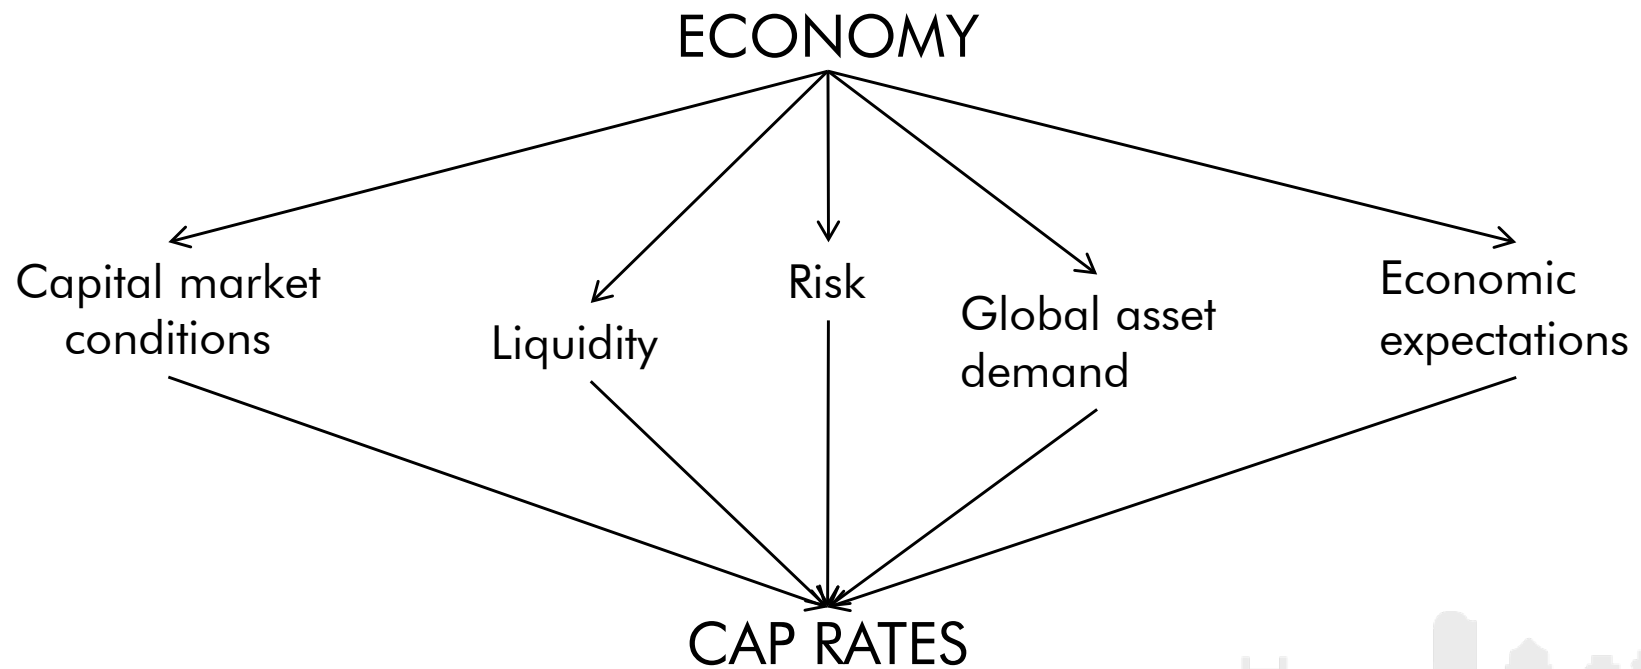 ECONOMY
Capital market
conditions
Liquidity
Risk
Global asset
demand
Economic
expectations
CAP RATES